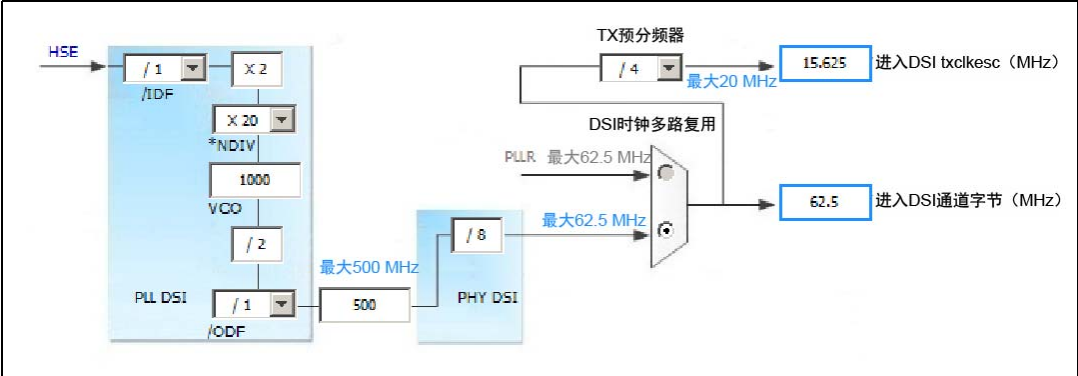 HSE
/ 1
/IDF
X 2
X 20
*NDIV
1000
VCO
/ 2
PLL DSI
/ 1
/ODF
最大500 MHz
500
/ 8
PHY DSI
最大62.5 MHz
TX预分频器
/ 4
最大20 MHz
15.625
进入DSI txclkesc（MHz）
DSI时钟多路复用
PLLR 最大62.5 MHz
62.5
进入DSI通道字节（MHz）